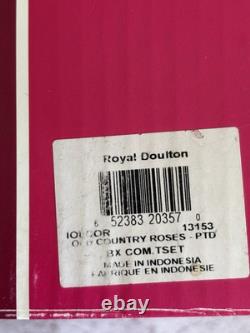 Royal Doulton
6 52383 20357 0
IOLCOR 13153
OLD COUNTRY ROSES - PTD
BX COM.TSET
MADE IN INDONESIA
FABRIQUE EN INDONESIE